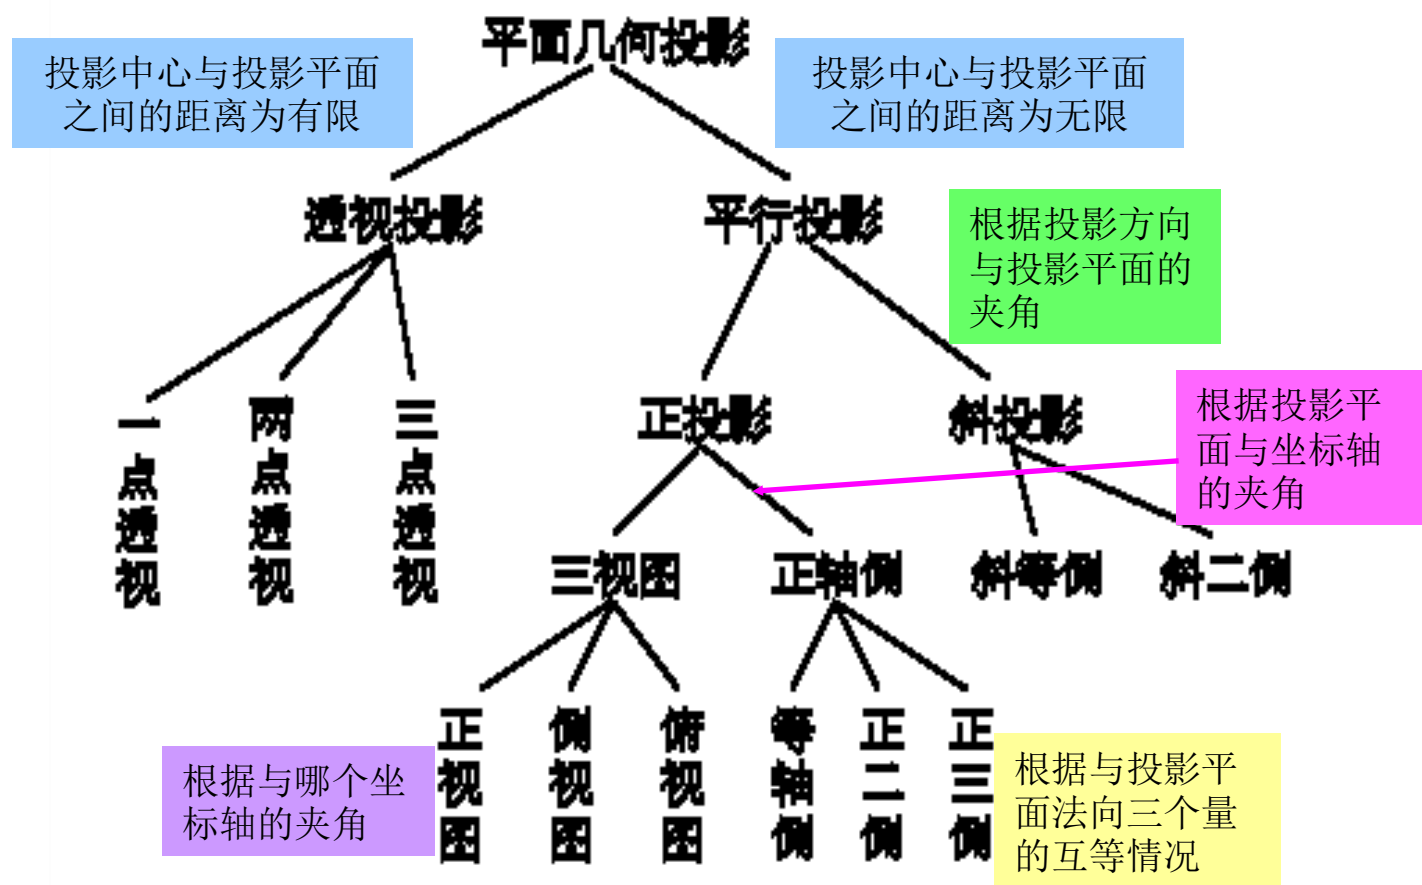 平面几何投影
投影中心与投影平面
之间的距离为有限
投影中心与投影平面
之间的距离为无限
透视投影
平行投影
根据投影方向
与投影平面的
夹角
一点透视
两点透视
三点透视
正投影
斜投影
根据投影平
面与坐标轴
的夹角
三视图
正轴侧
斜等侧
斜二侧
正视图
侧视图
俯视图
等轴侧
正二侧
正三侧
根据与哪个坐
标轴的夹角
根据与投影平
面法向三个量
的互等情况